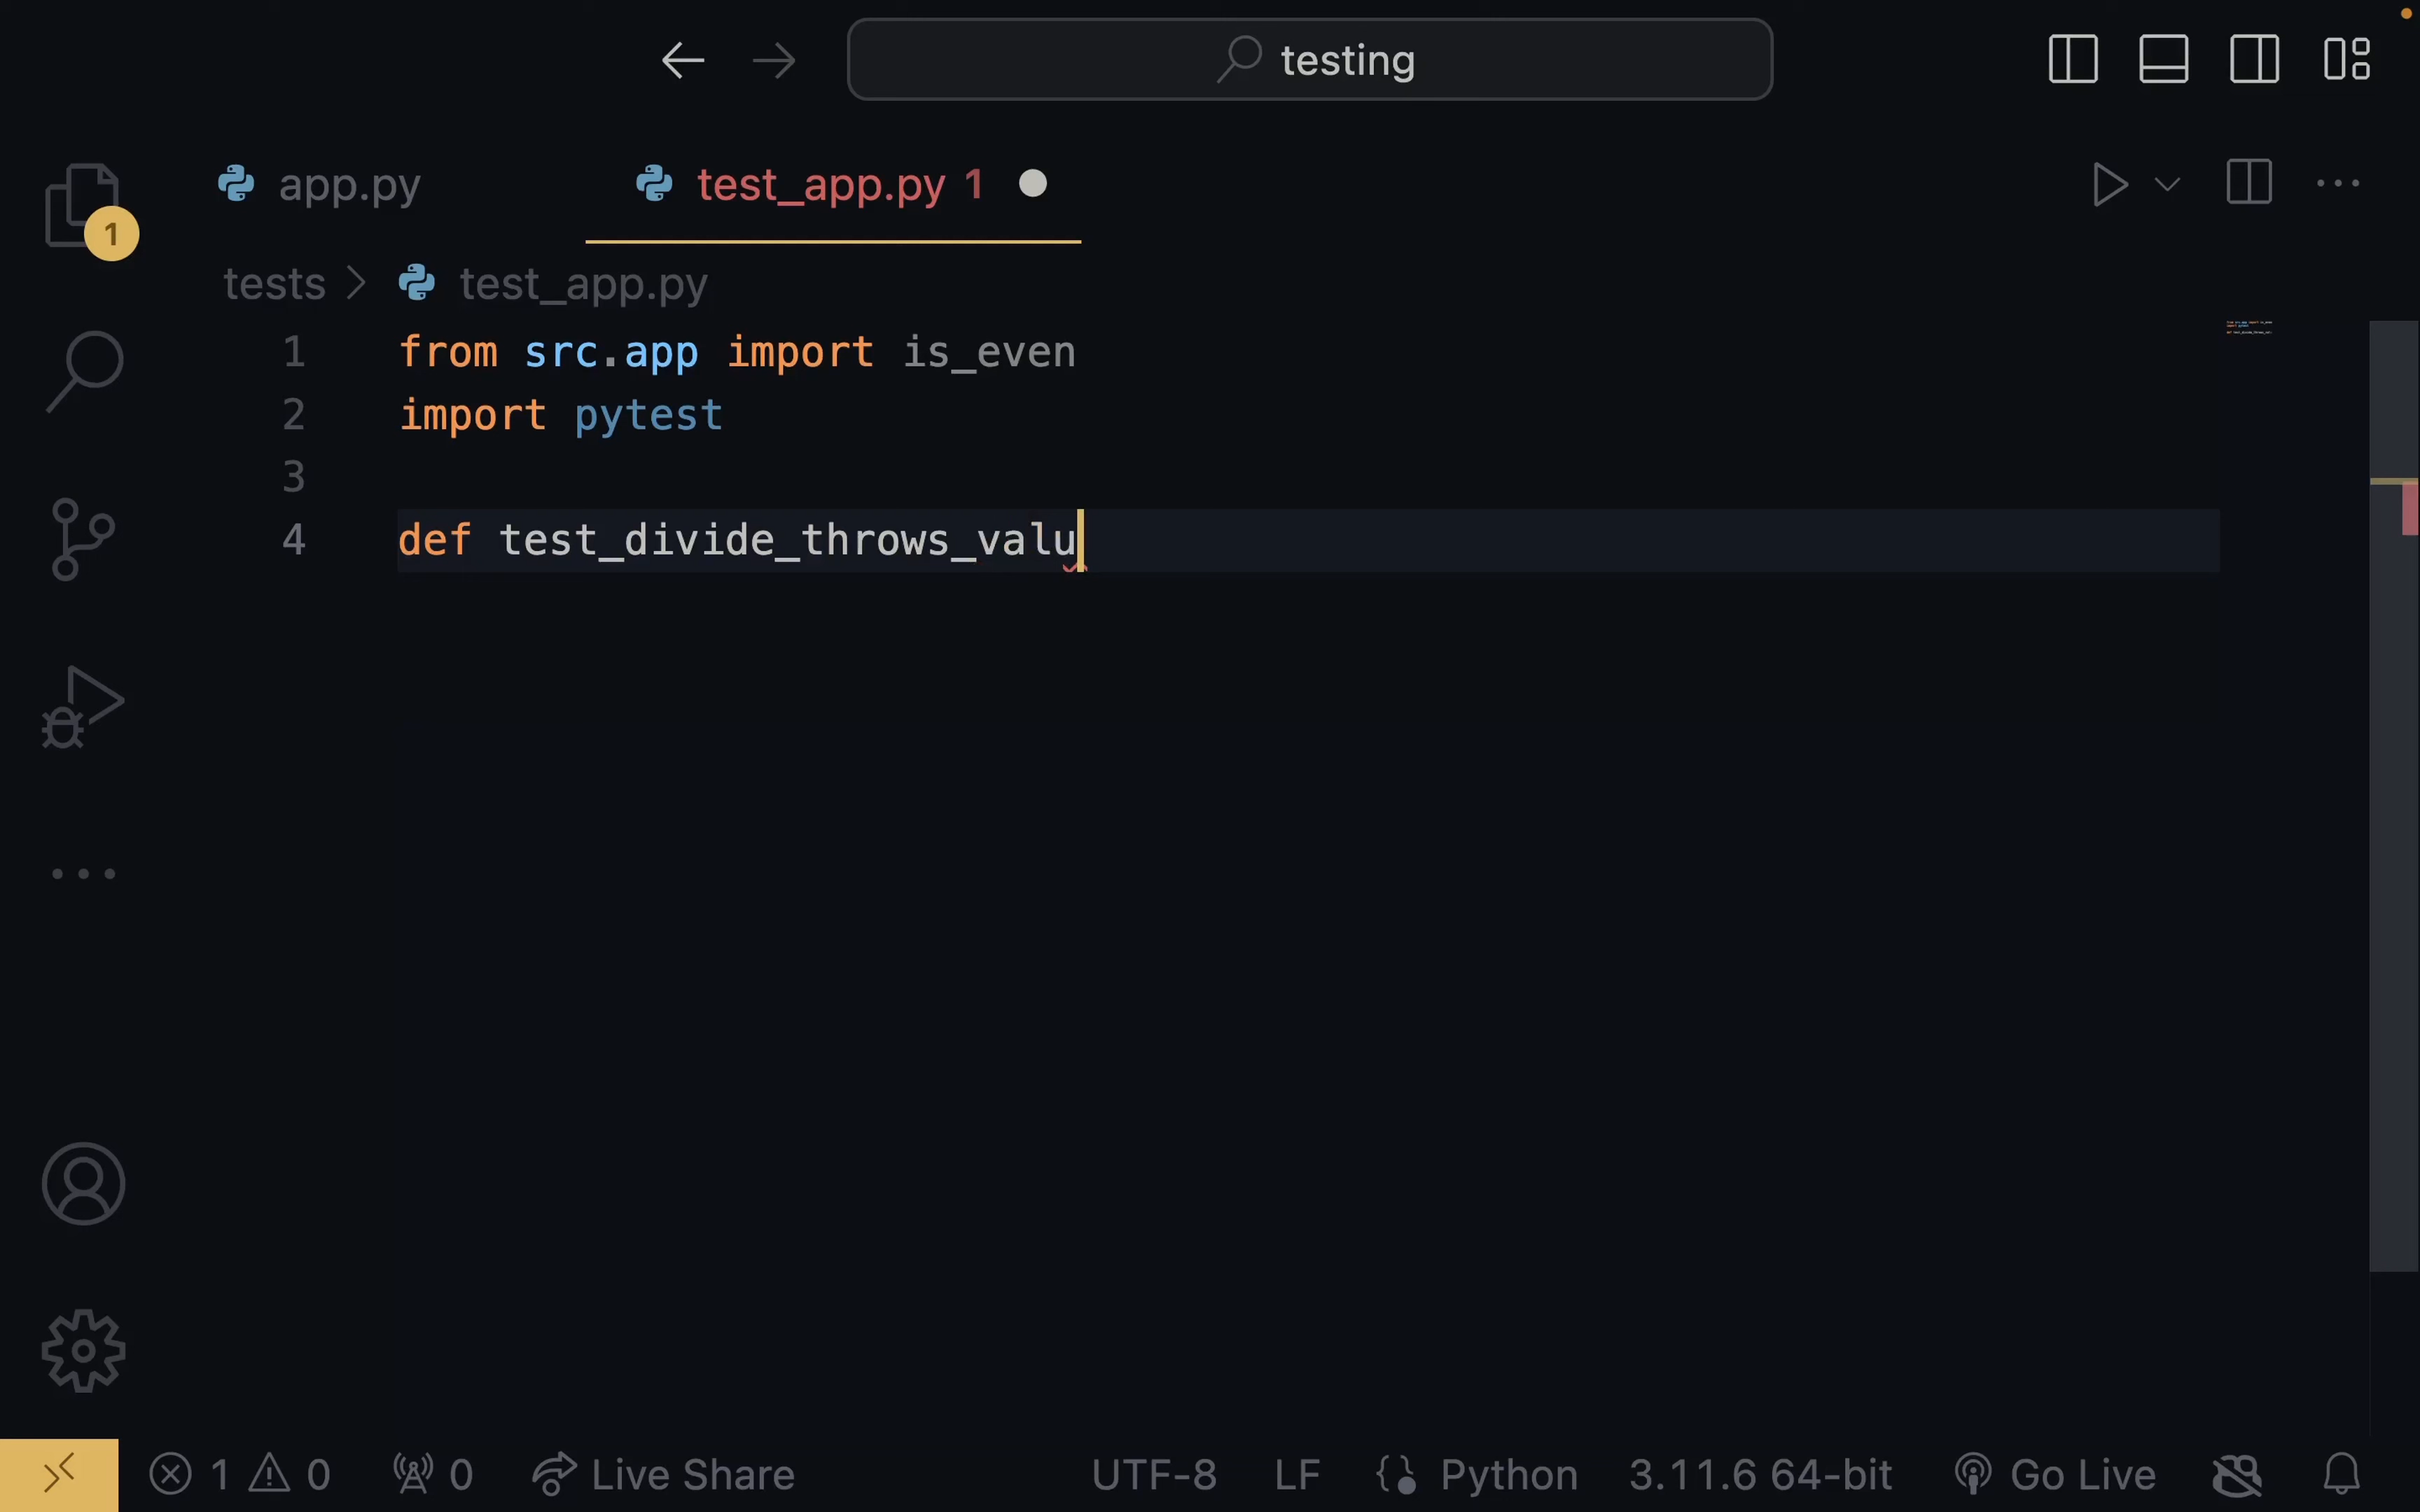 testing
app.py
test_app.py 1
1
tests > test_app.py
1 from src.app import is_even
2 import pytest
3
4 def test_divide_throws_valu
1 0 0 Live Share UTF-8 LF Python 3.11.6 64-bit Go Live